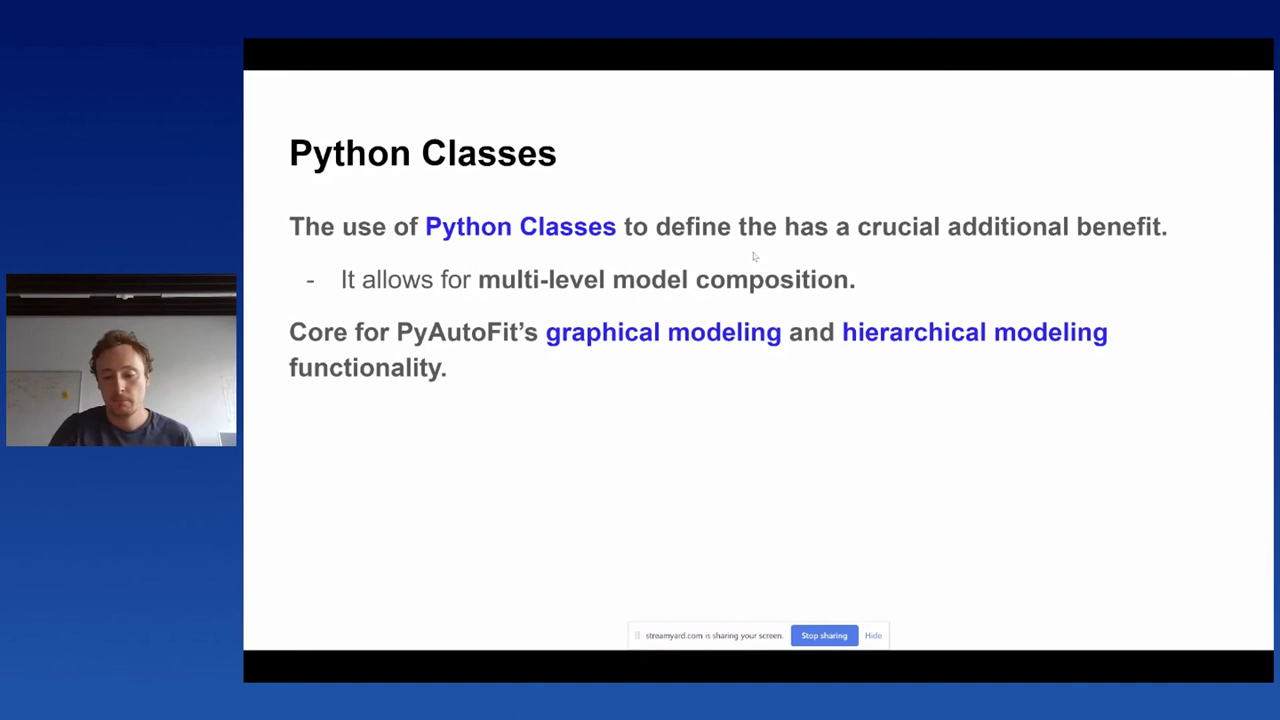 Python Classes
The use of Python Classes to define the has a crucial additional benefit.
- It allows for multi-level model composition.
Core for PyAutoFit’s graphical modeling and hierarchical modeling
functionality.
streamyard.com is sharing your screen. Stop sharing Hide